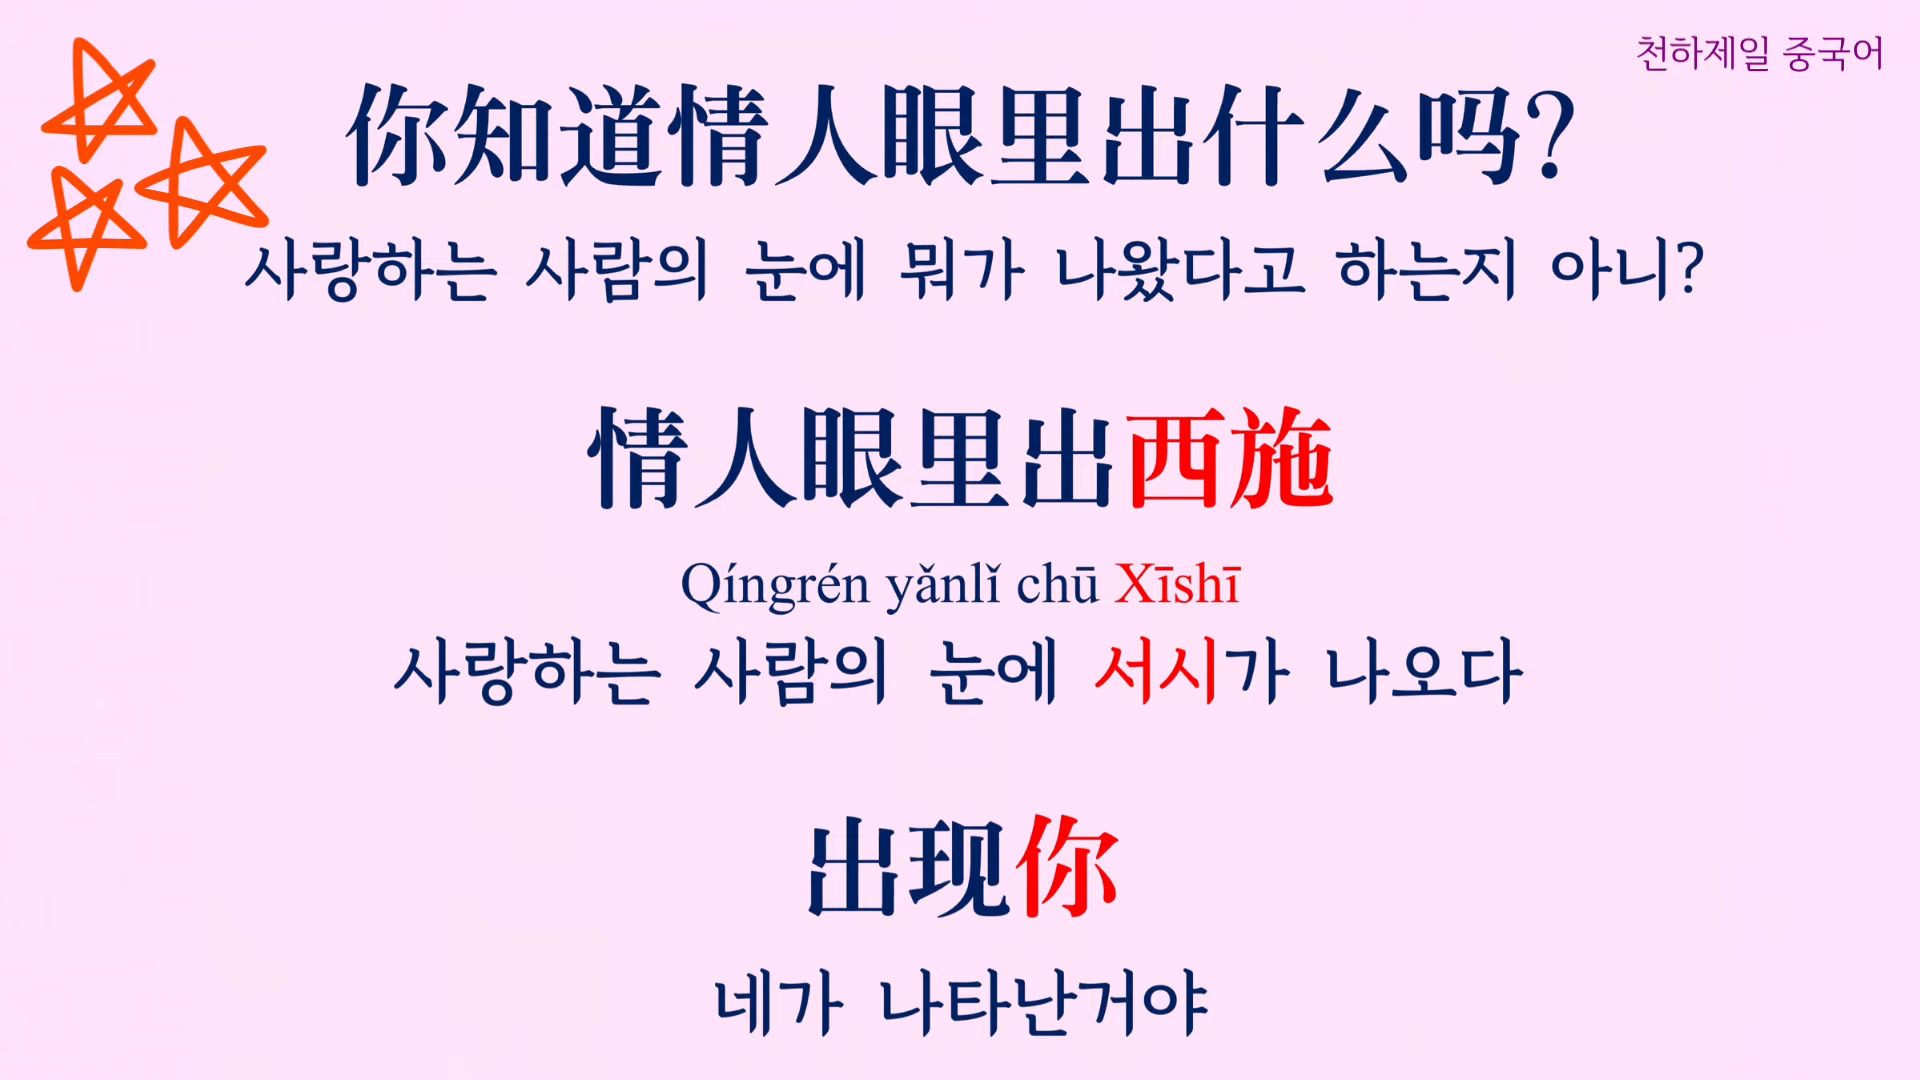 천하제일 중국어
你知道情人眼里出什么吗?
사랑하는 사람의 눈에 뭐가 나왔다고 하는지 아니?
情人眼里出西施
Qíngrén yǎnlǐ chū Xīshī
사랑하는 사람의 눈에 서시가 나오다
出现你
네가 나타난거야